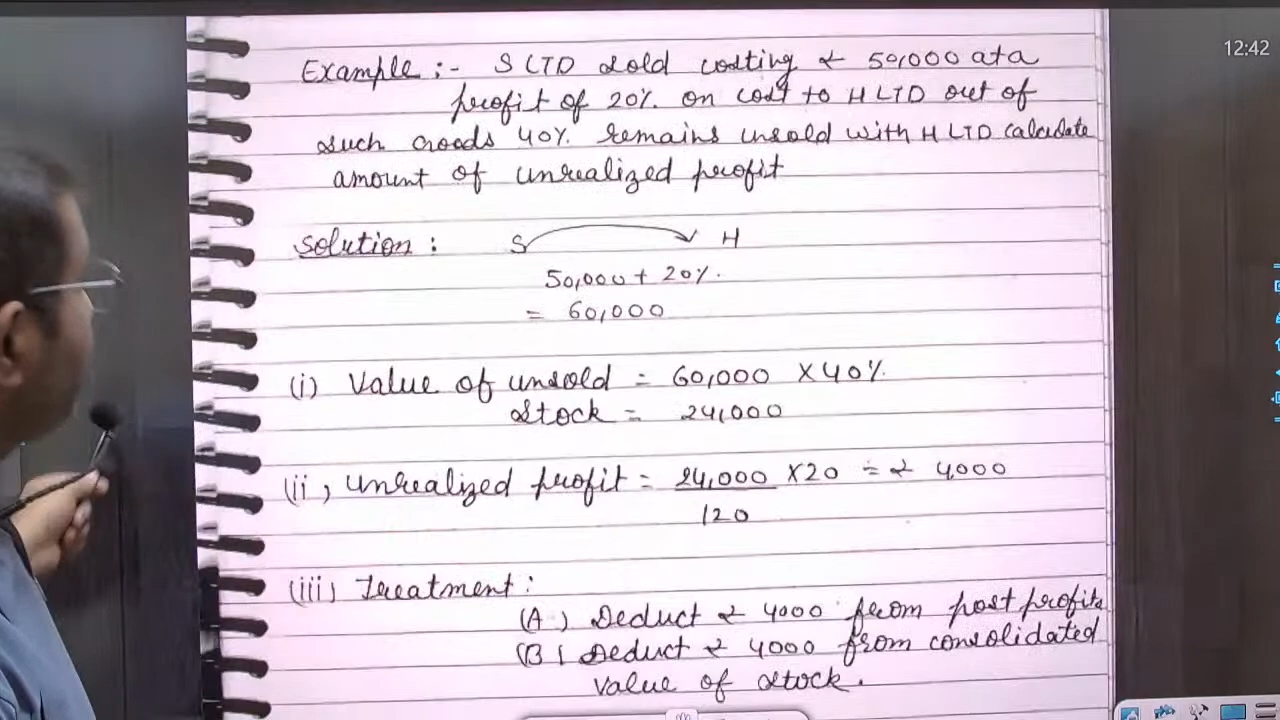 12:42
Example :- S LTD sold costing ₹ 50,000 at a
profit of 20% on cost to H LTD out of
such goods 40% remains unsold with H LTD calculate
amount of unrealized profit
Solution : S H
50,000 + 20%.
= 60,000
(i) Value of unsold = 60,000 X 40%.
Stock = 24,000
(ii) Unrealized profit = 24,000 X 20 = ₹ 4,000
120
(iii) Treatment :
(A) Deduct ₹ 4000 from post profits
(B) Deduct ₹ 4000 from consolidated
Value of stock.